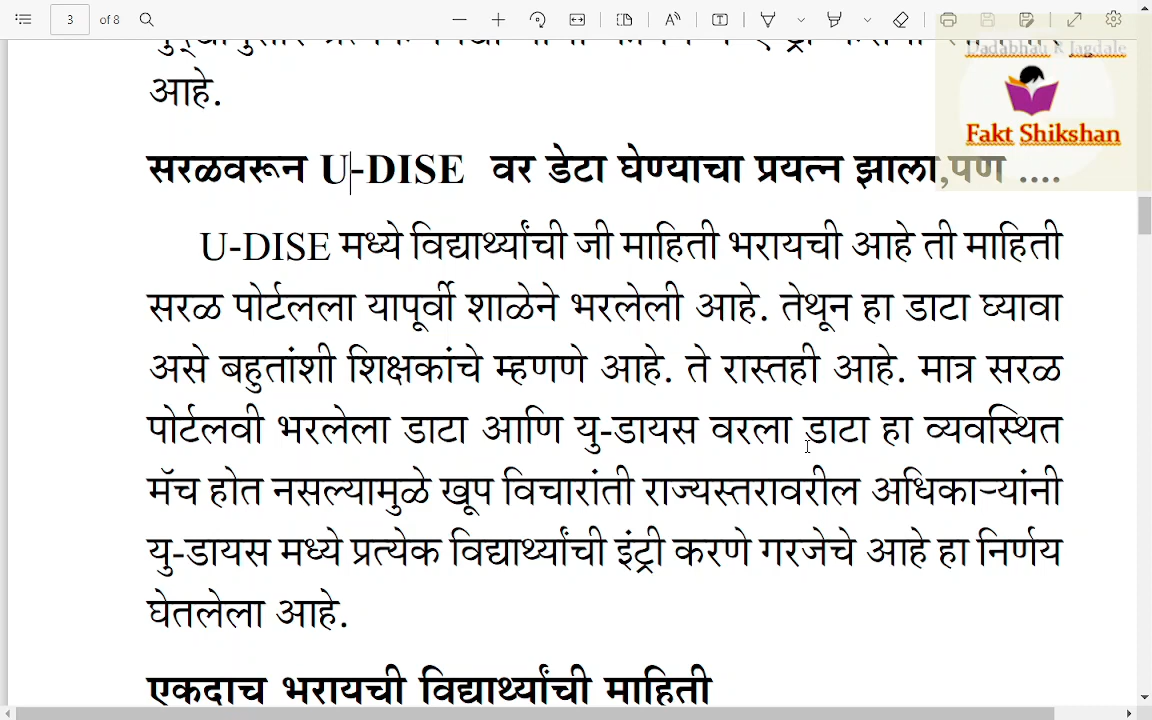 3 of 8
Dadabhau R Jagdale
आहे.
Fakt Shikshan
सरळवरून U-DISE वर डेटा घेण्याचा प्रयत्न झाला,पण ....
U-DISE मध्ये विद्यार्थ्यांची जी माहिती भरायची आहे ती माहिती
सरळ पोर्टलला यापूर्वी शाळेने भरलेली आहे. तेथून हा डाटा घ्यावा
असे बहुतांशी शिक्षकांचे म्हणणे आहे. ते रास्तही आहे. मात्र सरळ
पोर्टलवी भरलेला डाटा आणि यु-डायस वरला डाटा हा व्यवस्थित
मॅच होत नसल्यामुळे खूप विचारांती राज्यस्तरावरील अधिकाऱ्यांनी
यु-डायस मध्ये प्रत्येक विद्यार्थ्यांची इंट्री करणे गरजेचे आहे हा निर्णय
घेतलेला आहे.
एकदाच भरायची विद्यार्थ्यांची माहिती